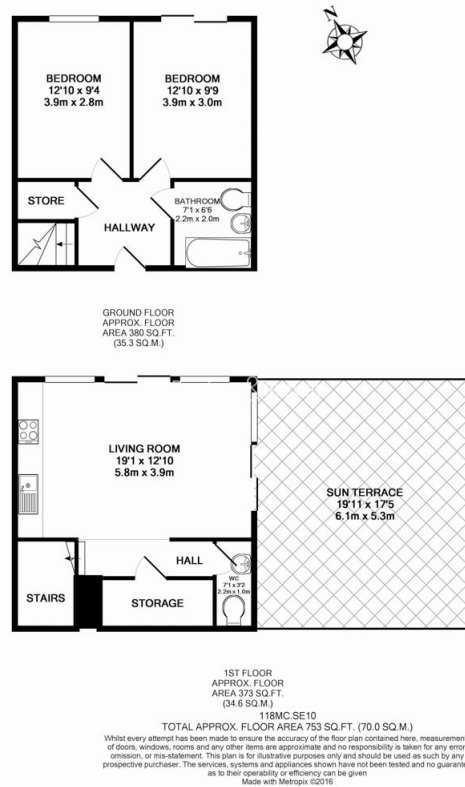 N
BEDROOM
12'10 x 9'4
3.9m x 2.8m
BEDROOM
12'10 x 9'9
3.9m x 3.0m
STORE
HALLWAY
BATHROOM
7'1 x 6'6
2.2m x 2.0m
GROUND FLOOR
APPROX. FLOOR
AREA 380 SQ.FT.
(35.3 SQ.M.)
LIVING ROOM
19'1 x 12'10
5.8m x 3.9m
SUN TERRACE
19'11 x 17'5
6.1m x 5.3m
HALL
WC
7'1 x 3'2
2.2m x 1.0m
STAIRS
STORAGE
1ST FLOOR
APPROX. FLOOR
AREA 373 SQ.FT.
(34.6 SQ.M.)
118MC.SE10
TOTAL APPROX. FLOOR AREA 753 SQ.FT. (70.0 SQ.M.)
Whilst every attempt has been made to ensure the accuracy of the floor plan contained here, measuremen
of doors, windows, rooms and any other items are approximate and no responsibility is taken for any error
omission, or mis-statement. This plan is for illustrative purposes only and should be used as such by any
prospective purchaser. The services, systems and appliances shown have not been tested and no guarant
as to their operability or efficiency can be given
Made with Metropix ©2016